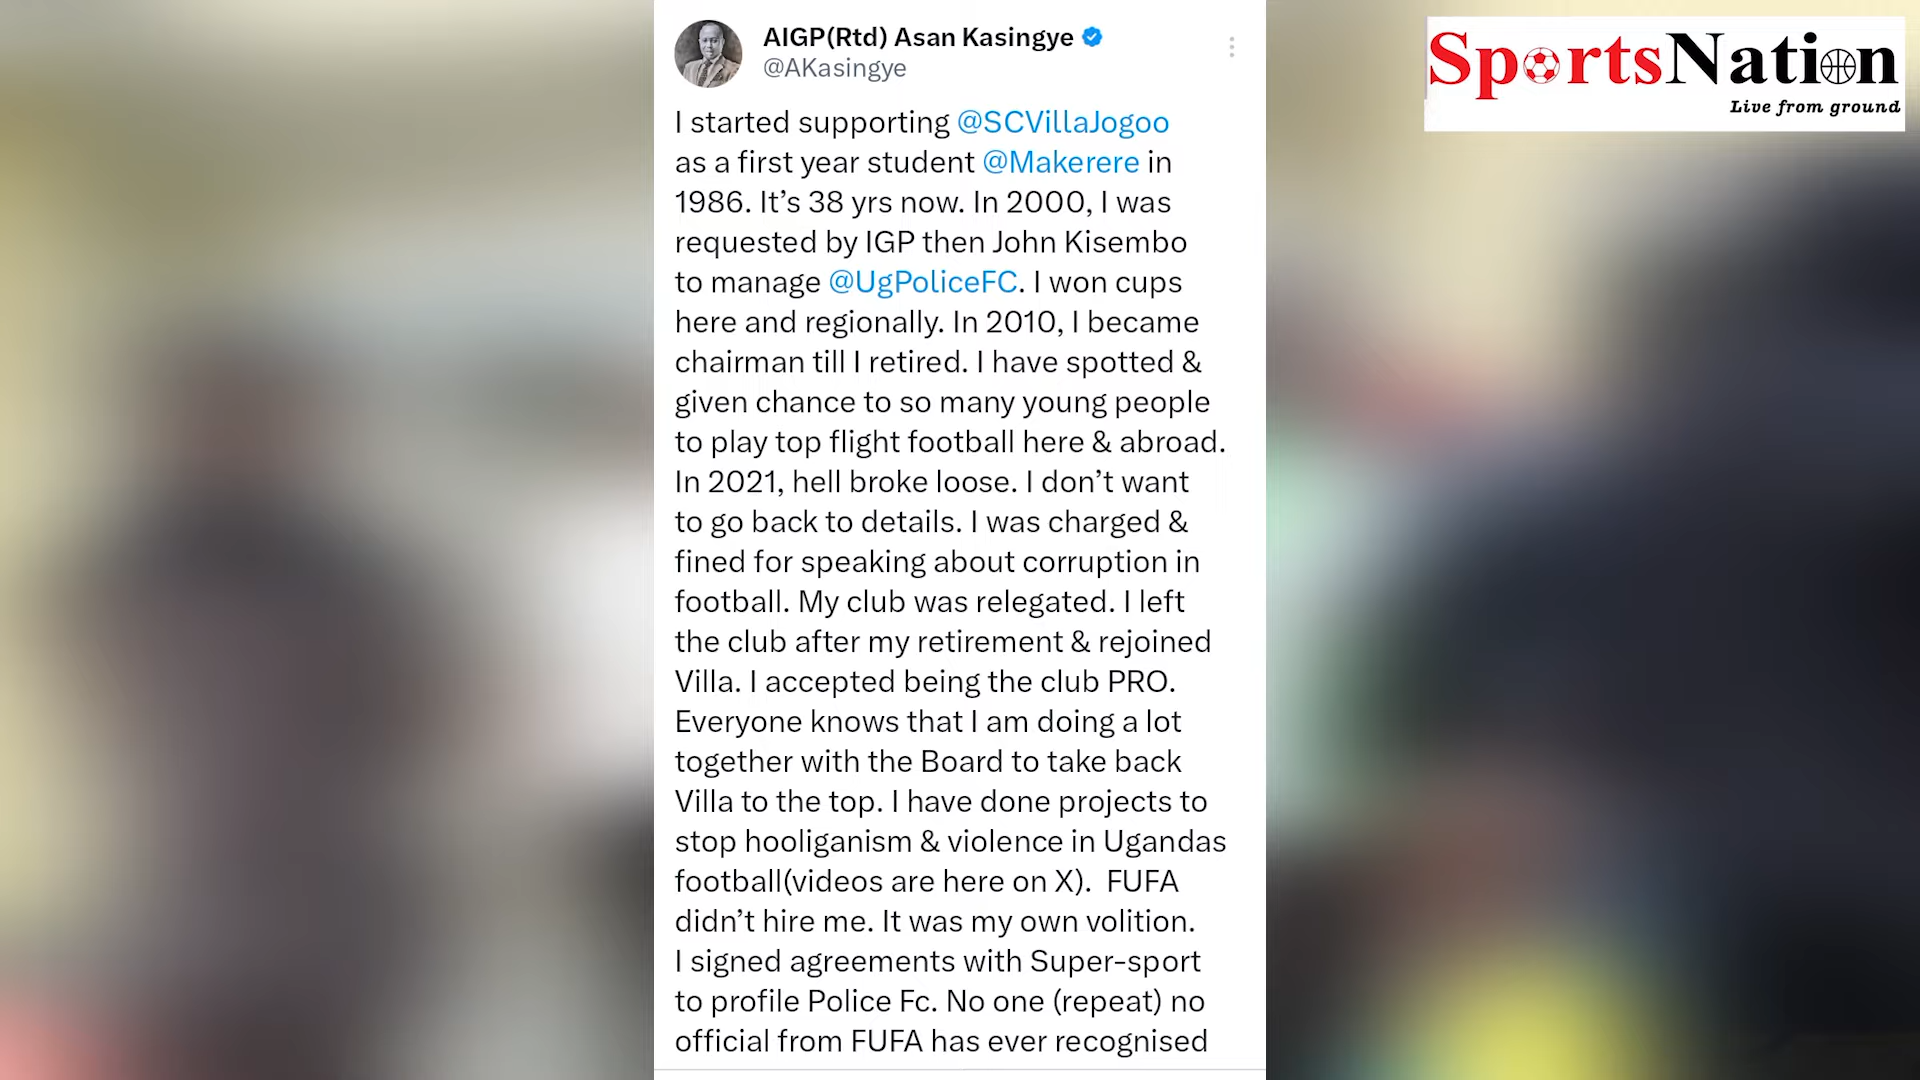 AIGP(Rtd) Asan Kasingye
@AKasingye
I started supporting @SCVillaJogoo
as a first year student @Makerere in
1986. It’s 38 yrs now. In 2000, I was
requested by IGP then John Kisembo
to manage @UgPoliceFC. I won cups
here and regionally. In 2010, I became
chairman till I retired. I have spotted &
given chance to so many young people
to play top flight football here & abroad.
In 2021, hell broke loose. I don’t want
to go back to details. I was charged &
fined for speaking about corruption in
football. My club was relegated. I left
the club after my retirement & rejoined
Villa. I accepted being the club PRO.
Everyone knows that I am doing a lot
together with the Board to take back
Villa to the top. I have done projects to
stop hooliganism & violence in Ugandas
football(videos are here on X).  FUFA
didn’t hire me. It was my own volition.
I signed agreements with Super-sport
to profile Police Fc. No one (repeat) no
official from FUFA has ever recognised
SportsNation
Live from ground